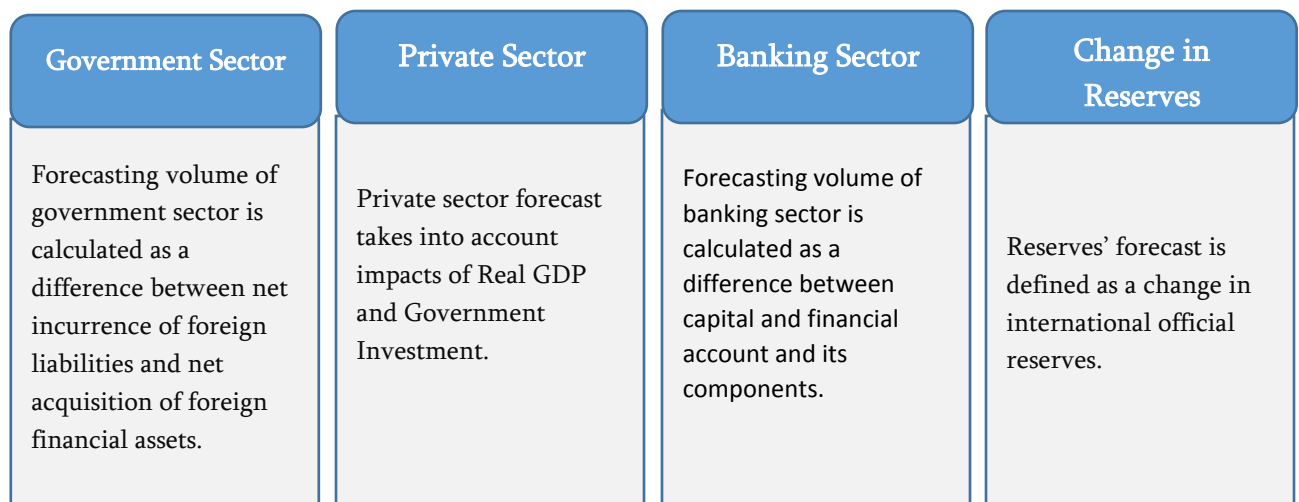 Government Sector
Forecasting volume of
government sector is
calculated as a
difference between net
incurrence of foreign
liabilities and net
acquisition of foreign
financial assets.
Private Sector
Private sector forecast
takes into account
impacts of Real GDP
and Government
Investment.
Banking Sector
Forecasting volume of
banking sector is
calculated as a
difference between
capital and financial
account and its
components.
Change in
Reserves
Reserves’ forecast is
defined as a change in
international official
reserves.